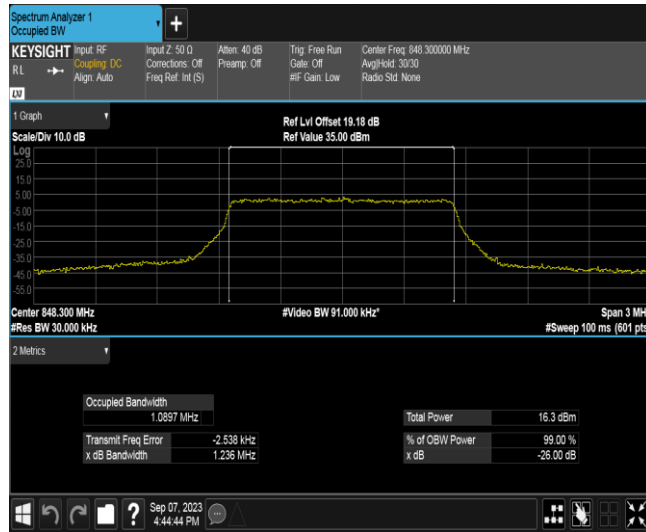 Spectrum Analyzer 1
Occupied BW
+
KEYSIGHT
RL
LXI
Input: RF
Coupling: DC
Align: Auto
Input Z: 50 Ω
Corrections: Off
Freq Ref: Int (S)
Atten: 40 dB
Preamp: Off
Trig: Free Run
Gate: Off
#IF Gain: Low
Center Freq: 848.300000 MHz
Avg|Hold: 30/30
Radio Std: None
1 Graph
Scale/Div 10.0 dB
Ref Lvl Offset 19.18 dB
Ref Value 35.00 dBm
Log
25.0
15.0
5.00
-5.00
-15.0
-25.0
-35.0
-45.0
-55.0
Center 848.300 MHz
#Res BW 30.000 kHz
#Video BW 91.000 kHz*
Span 3 MH
#Sweep 100 ms (601 pts
2 Metrics
Occupied Bandwidth
1.0897 MHz
Transmit Freq Error -2.538 kHz
x dB Bandwidth 1.236 MHz
Total Power 16.3 dBm
% of OBW Power 99.00 %
x dB -26.00 dB
?
Sep 07, 2023
4:44:44 PM